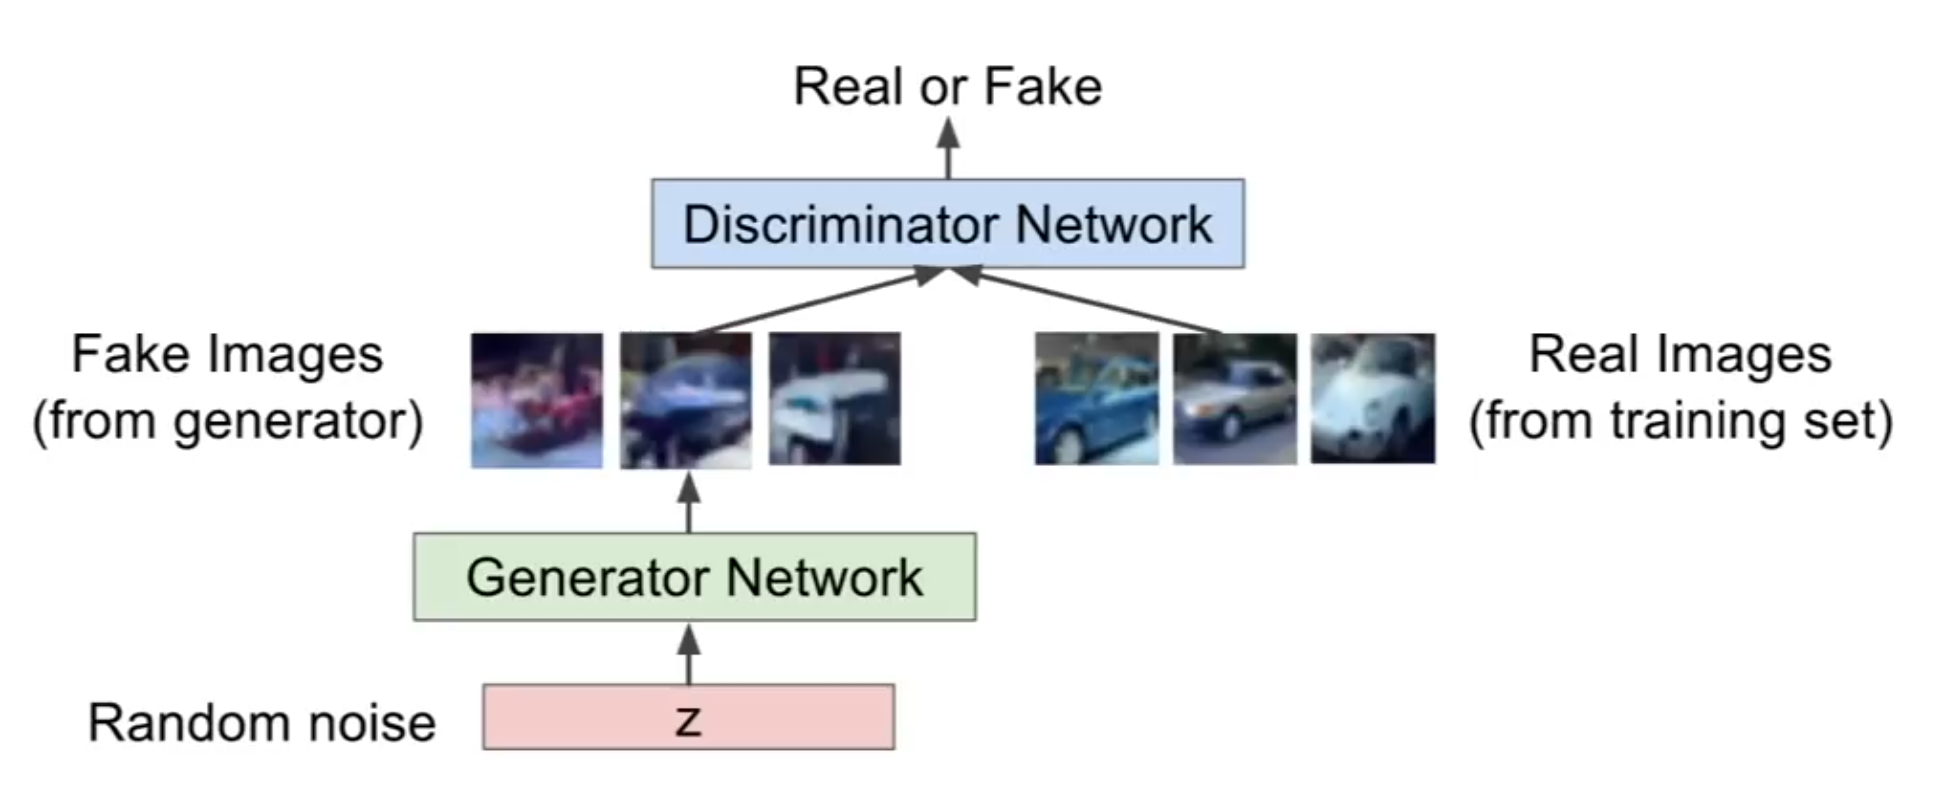 Real or Fake
Discriminator Network
Fake Images
(from generator)
Real Images
(from training set)
Generator Network
Random noise
z